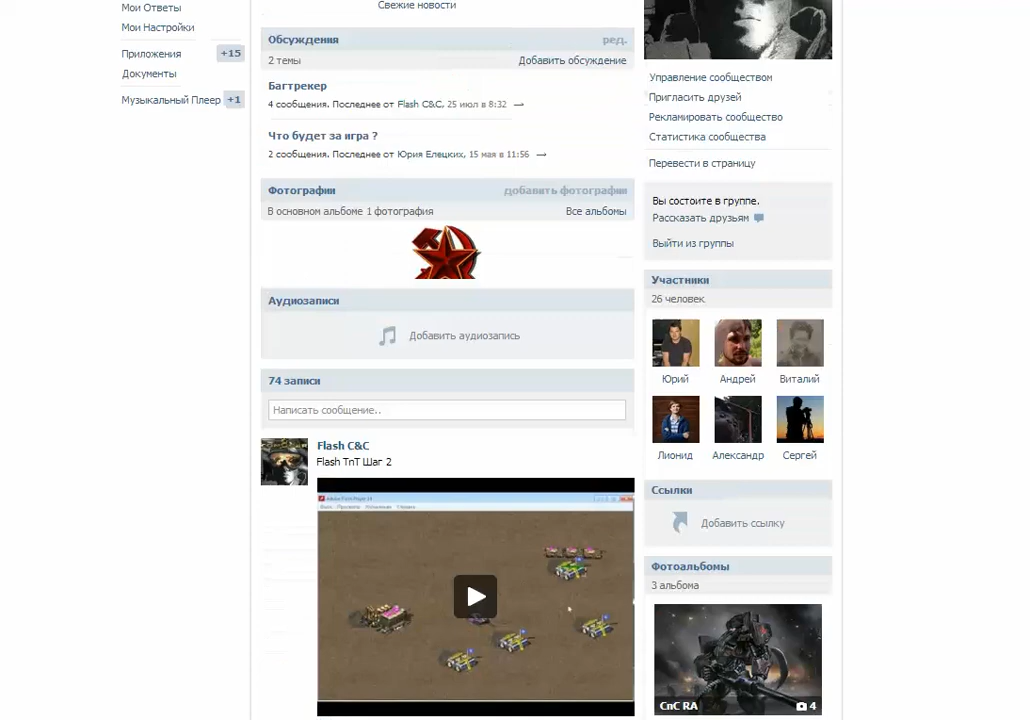 Мои Ответы
Мои Настройки
Приложения +15
Документы
Музыкальный Плеер +1
Свежие новости
Обсуждения ред.
2 темы Добавить обсуждение
Багтрекер
4 сообщения. Последнее от Flash C&C, 25 июл в 8:32 →
Что будет за игра ?
2 сообщения. Последнее от Юрия Елецких, 15 мая в 11:56 →
Фотографии добавить фотографии
В основном альбоме 1 фотография Все альбомы
Аудиозаписи
Добавить аудиозапись
74 записи
Написать сообщение..
Flash C&C
Flash TnT Шаг 2
Управление сообществом
Пригласить друзей
Рекламировать сообщество
Статистика сообщества
Перевести в страницу
Вы состоите в группе.
Рассказать друзьям
Выйти из группы
Участники
26 человек
Юрий Андрей Виталий
Лионид Александр Сергей
Ссылки
Добавить ссылку
Фотоальбомы
3 альбома
CnC RA 4